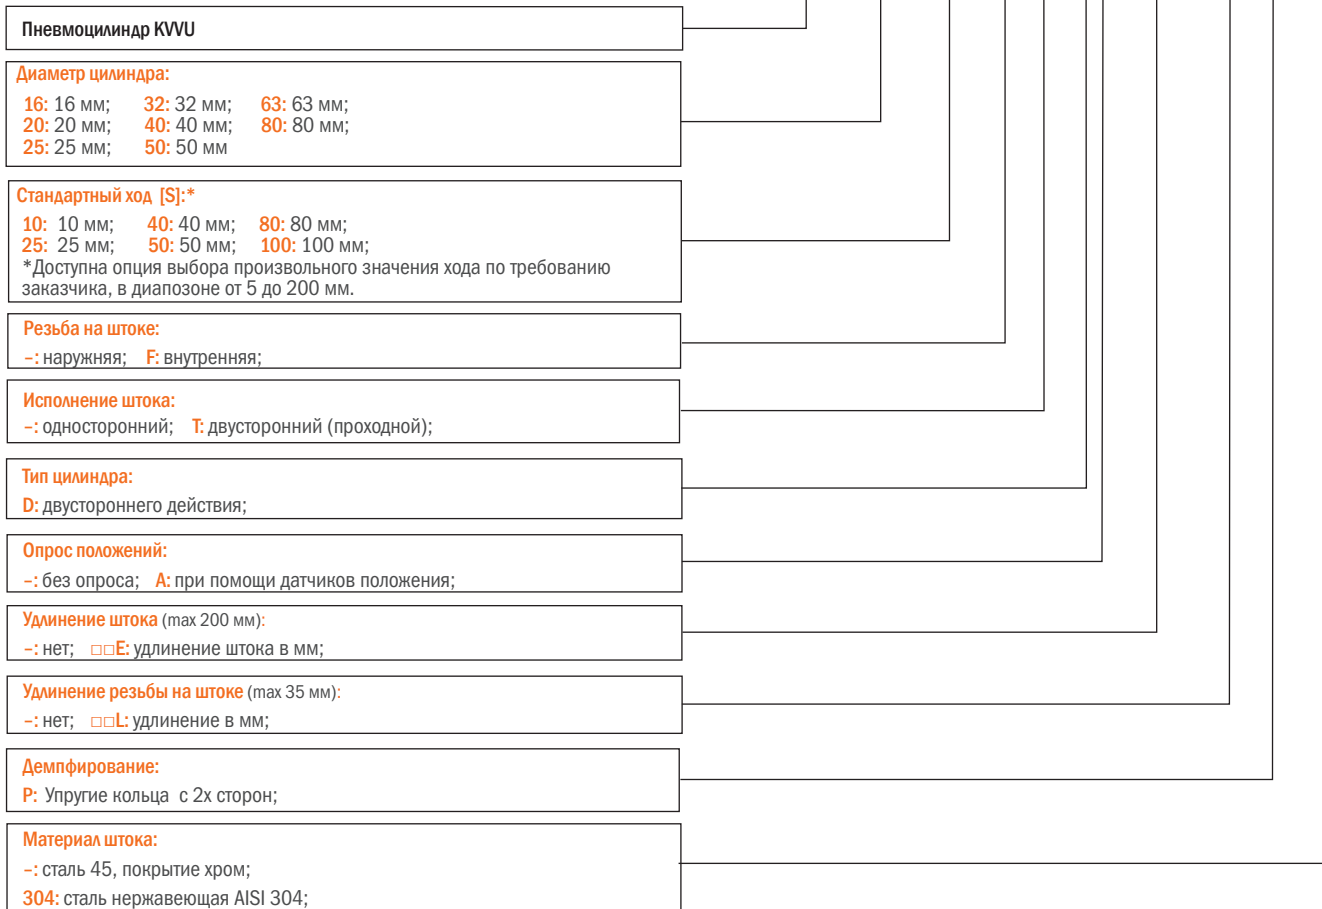 Пневмоцилиндр KVVU
Диаметр цилиндра:
16: 16 мм; 32: 32 мм; 63: 63 мм;
20: 20 мм; 40: 40 мм; 80: 80 мм;
25: 25 мм; 50: 50 мм
Стандартный ход [S]:*
10: 10 мм; 40: 40 мм; 80: 80 мм;
25: 25 мм; 50: 50 мм; 100: 100 мм;
*Доступна опция выбора произвольного значения хода по требованию
заказчика, в диапозоне от 5 до 200 мм.
Резьба на штоке:
–: наружняя; F: внутренняя;
Исполнение штока:
–: односторонний; T: двусторонний (проходной);
Тип цилиндра:
D: двустороннего действия;
Опрос положений:
–: без опроса; A: при помощи датчиков положения;
Удлинение штока (max 200 мм):
–: нет; □□E: удлинение штока в мм;
Удлинение резьбы на штоке (max 35 мм):
–: нет; □□L: удлинение в мм;
Демпфирование:
P: Упругие кольца с 2х сторон;
Материал штока:
–: сталь 45, покрытие хром;
304: сталь нержавеющая AISI 304;